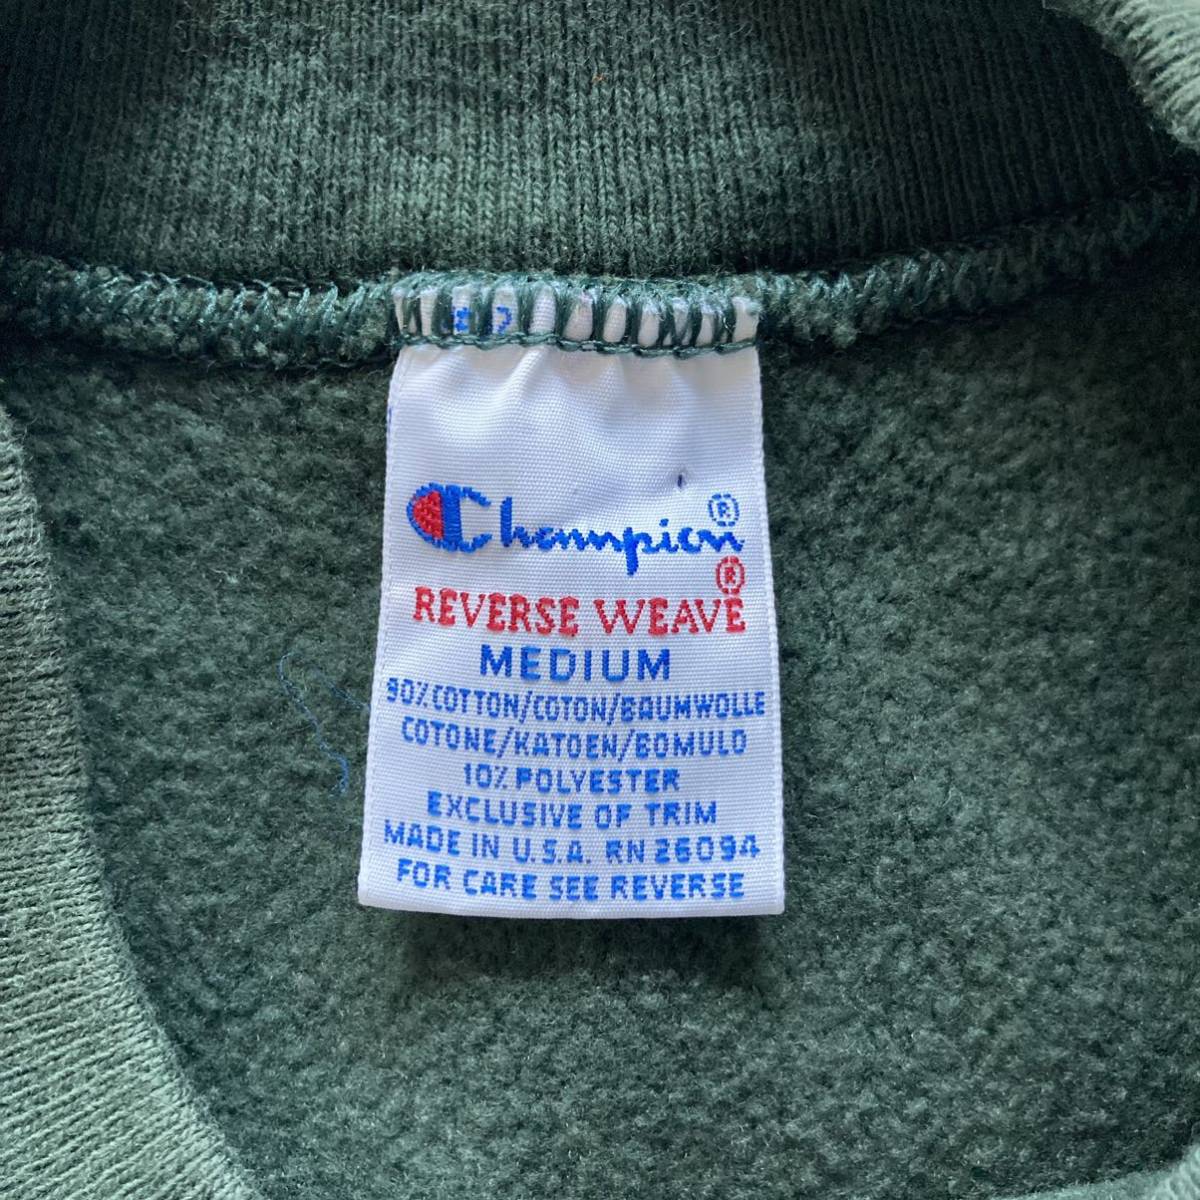 Champion®
REVERSE WEAVE®
MEDIUM
90% COTTON/COTON/BAUMWOLLE
COTONE/KATOEN/BOMULD
10% POLYESTER
EXCLUSIVE OF TRIM
MADE IN U.S.A. RN 26094
FOR CARE SEE REVERSE